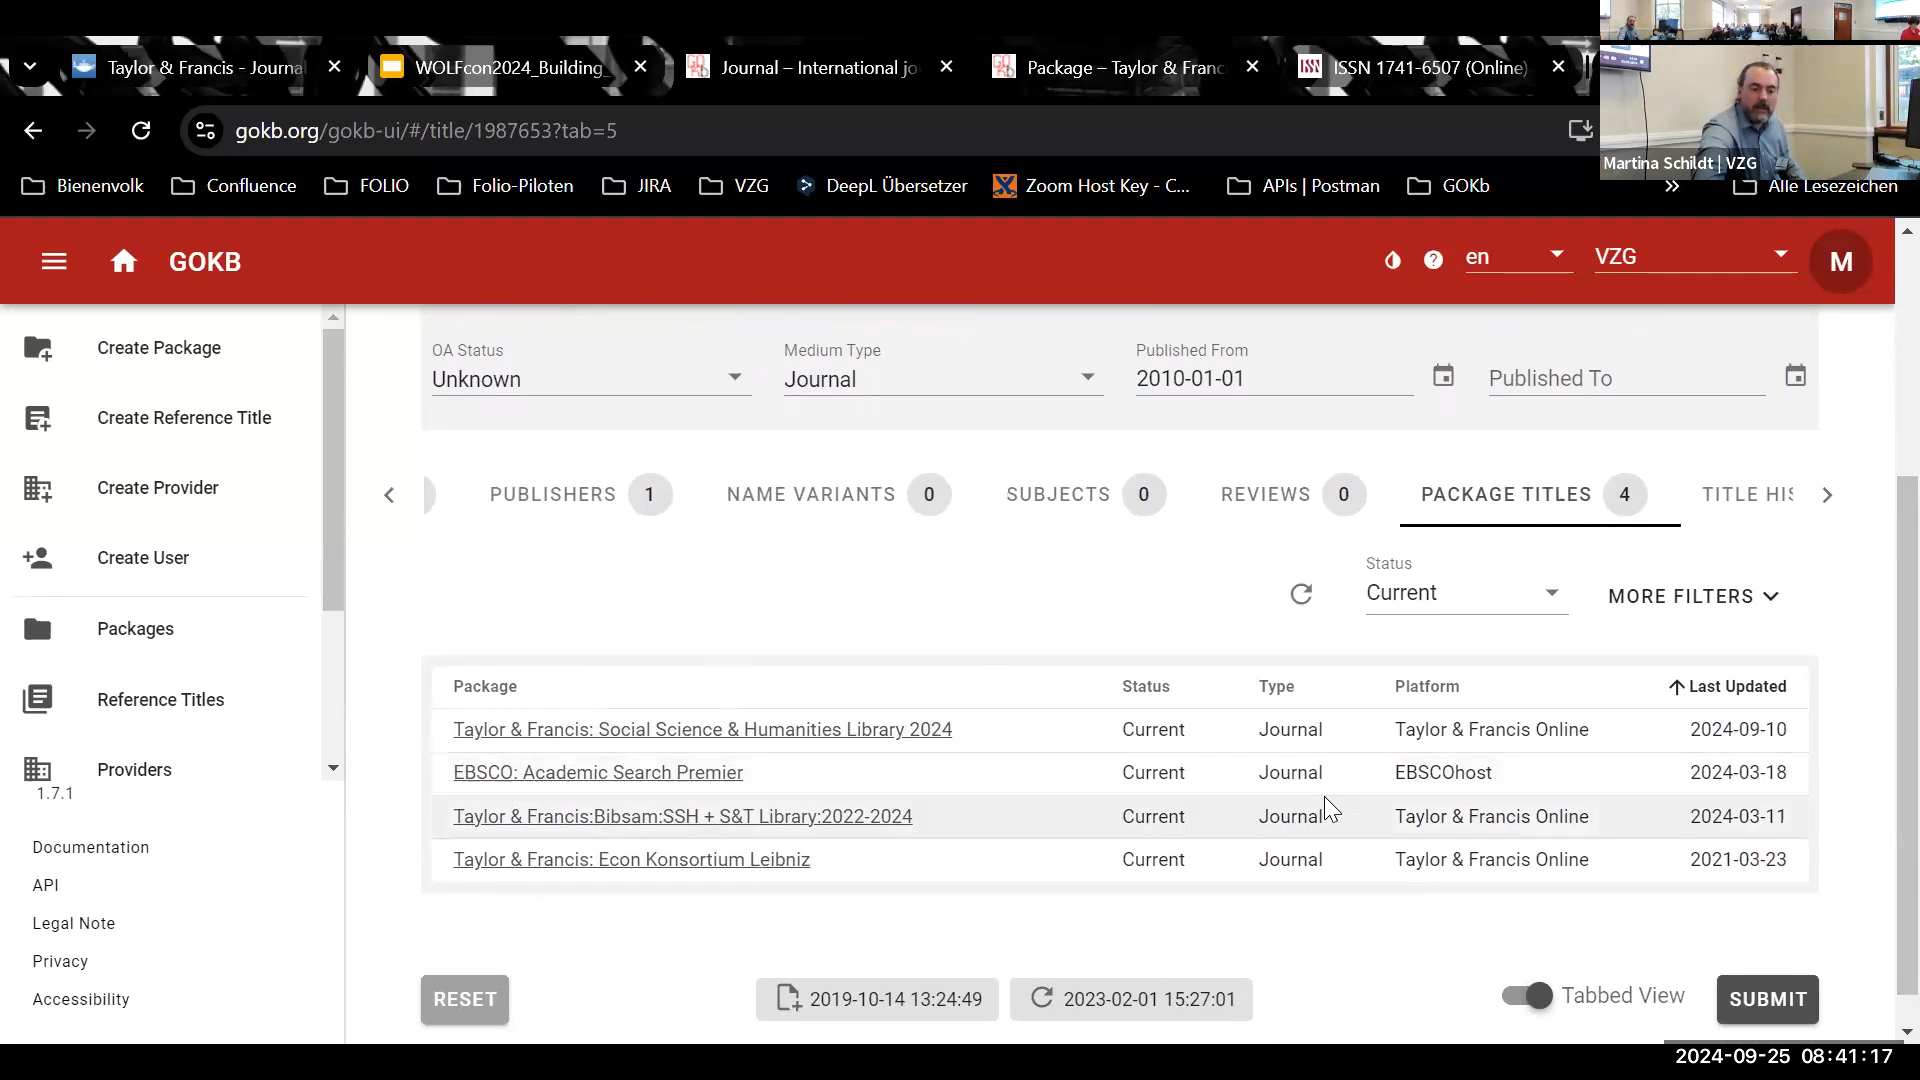 Taylor & Francis - Journal
WOLFcon2024_Building_
Journal – International jo
Package – Taylor & Franc
ISSN 1741-6507 (Online)
gokb.org/gokb-ui/#/title/1987653?tab=5
Martina Schildt | VZG
Bienenvolk
Confluence
FOLIO
Folio-Piloten
JIRA
VZG
DeepL Übersetzer
Zoom Host Key - C...
APIs | Postman
GOKb
Alle Lesezeichen
GOKB
en
VZG
M
Create Package
Create Reference Title
Create Provider
Create User
Packages
Reference Titles
Providers
1.7.1
Documentation
API
Legal Note
Privacy
Accessibility
OA Status
Unknown
Medium Type
Journal
Published From
2010-01-01
Published To
PUBLISHERS 1
NAME VARIANTS 0
SUBJECTS 0
REVIEWS 0
PACKAGE TITLES 4
TITLE HIS
Status
Current
MORE FILTERS
Package Status Type Platform Last Updated
Taylor & Francis: Social Science & Humanities Library 2024 Current Journal Taylor & Francis Online 2024-09-10
EBSCO: Academic Search Premier Current Journal EBSCOhost 2024-03-18
Taylor & Francis:Bibsam:SSH + S&T Library:2022-2024 Current Journal Taylor & Francis Online 2024-03-11
Taylor & Francis: Econ Konsortium Leibniz Current Journal Taylor & Francis Online 2021-03-23
RESET
2019-10-14 13:24:49
2023-02-01 15:27:01
Tabbed View
SUBMIT
2024-09-25 08:41:17